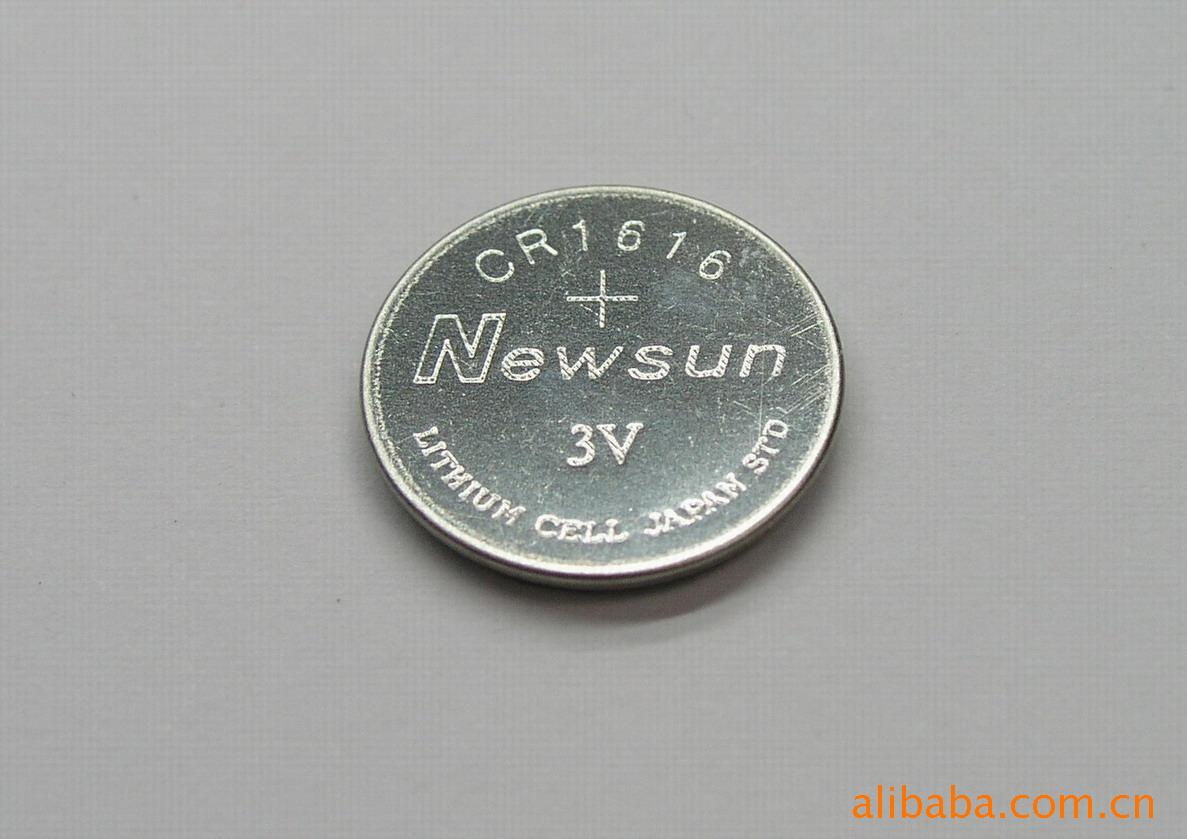 CR1616
+
Newsun
3V
LITHIUM CELL JAPAN STD
alibaba.com.cn